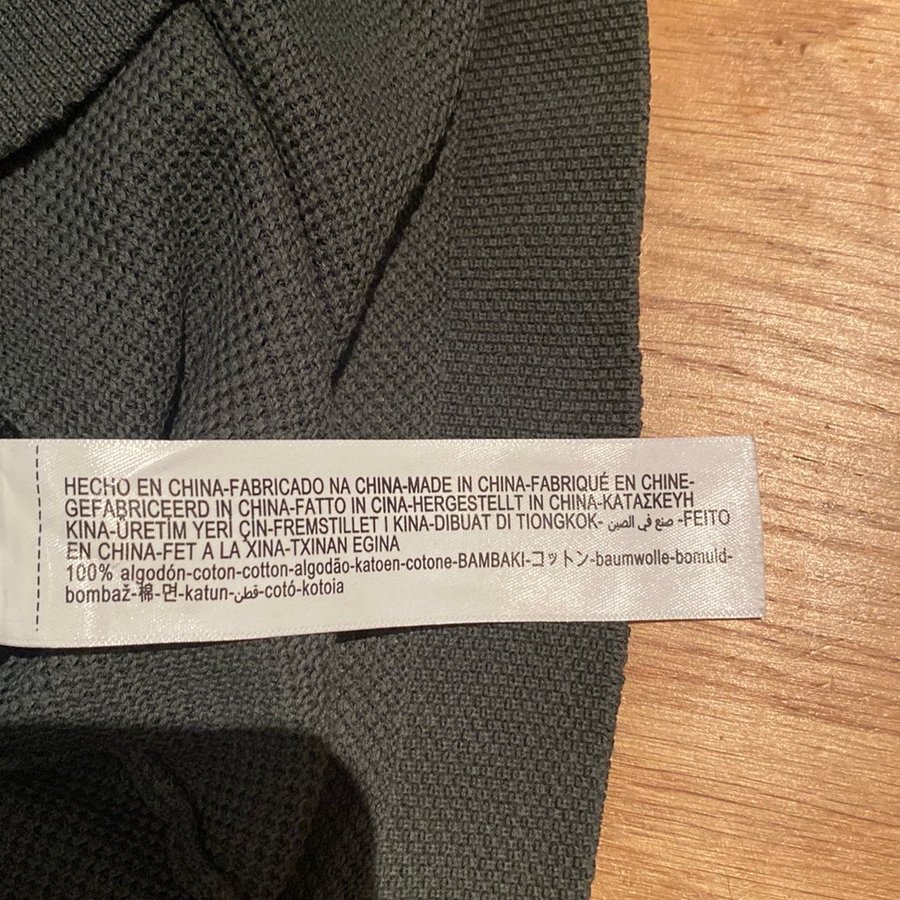 HECHO EN CHINA-FABRICADO NA CHINA-MADE IN CHINA-FABRIQUÉ EN CHINE-
GEFABRICEERD IN CHINA-FATTO IN CINA-HERGESTELLT IN CHINA-ΚΑΤΑΣΚΕΥΗ
KINA-ÜRETİM YERİ ÇİN-FREMSTILLET I KINA-DIBUAT DI TIONGKOK- صنع في الصين -FEITO
EN CHINA-FET A LA XINA-TXINAN EGINA
100% algodón-coton-cotton-algodão-katoen-cotone-BAMBAKI-コットン-baumwolle-bomuld-
bombaž-棉-면-katun-قطن-cotó-kotoia